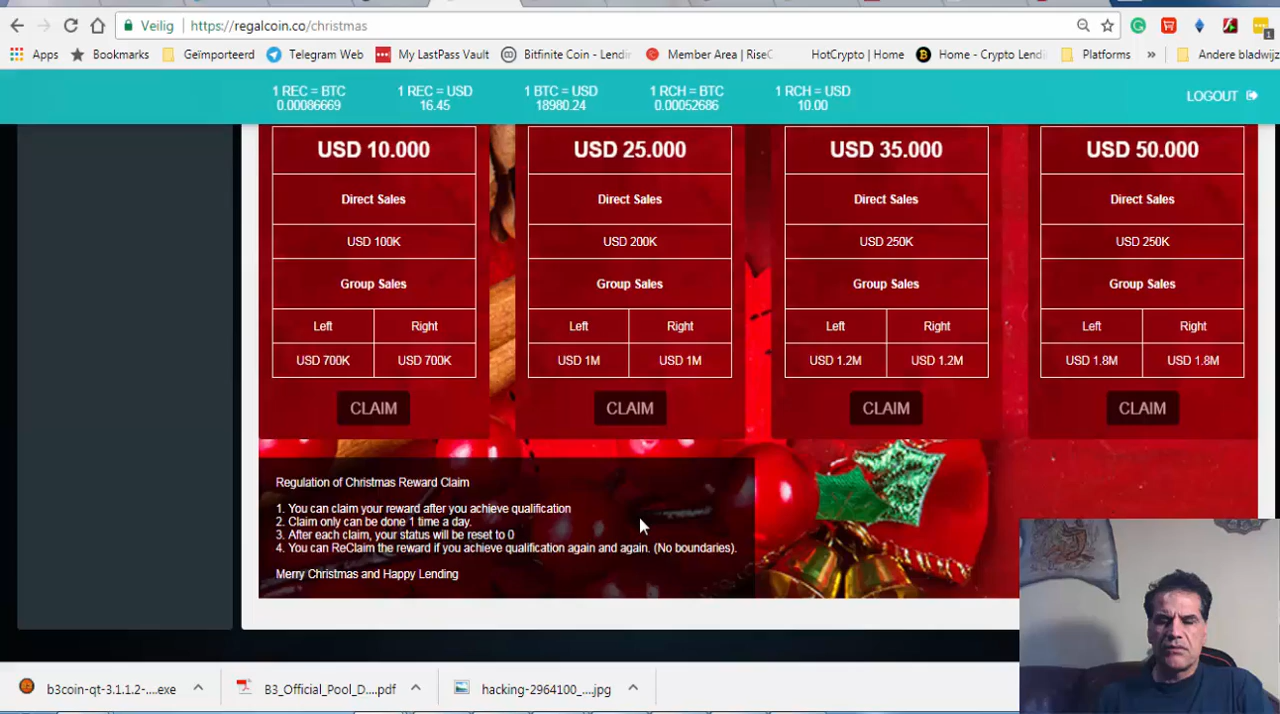 Veilig https://regalcoin.co/christmas
Apps Bookmarks Geïmporteerd Telegram Web My LastPass Vault Bitfinite Coin - Lendin Member Area | RiseC HotCrypto | Home Home - Crypto Lendi Platforms » Andere bladwijz
1
1 REC = BTC 1 REC = USD 1 BTC = USD 1 RCH = BTC 1 RCH = USD
0.00086669 16.45 18980.24 0.00052686 10.00
LOGOUT
USD 10.000 USD 25.000 USD 35.000 USD 50.000
Direct Sales Direct Sales Direct Sales Direct Sales
USD 100K USD 200K USD 250K USD 250K
Group Sales Group Sales Group Sales Group Sales
Left Right Left Right Left Right Left Right
USD 700K USD 700K USD 1M USD 1M USD 1.2M USD 1.2M USD 1.8M USD 1.8M
CLAIM CLAIM CLAIM CLAIM
Regulation of Christmas Reward Claim
1. You can claim your reward after you achieve qualification
2. Claim only can be done 1 time a day.
3. After each claim, your status will be reset to 0
4. You can ReClaim the reward if you achieve qualification again and again. (No boundaries).
Merry Christmas and Happy Lending
b3coin-qt-3.1.1.2-....exe B3_Official_Pool_D....pdf hacking-2964100_....jpg